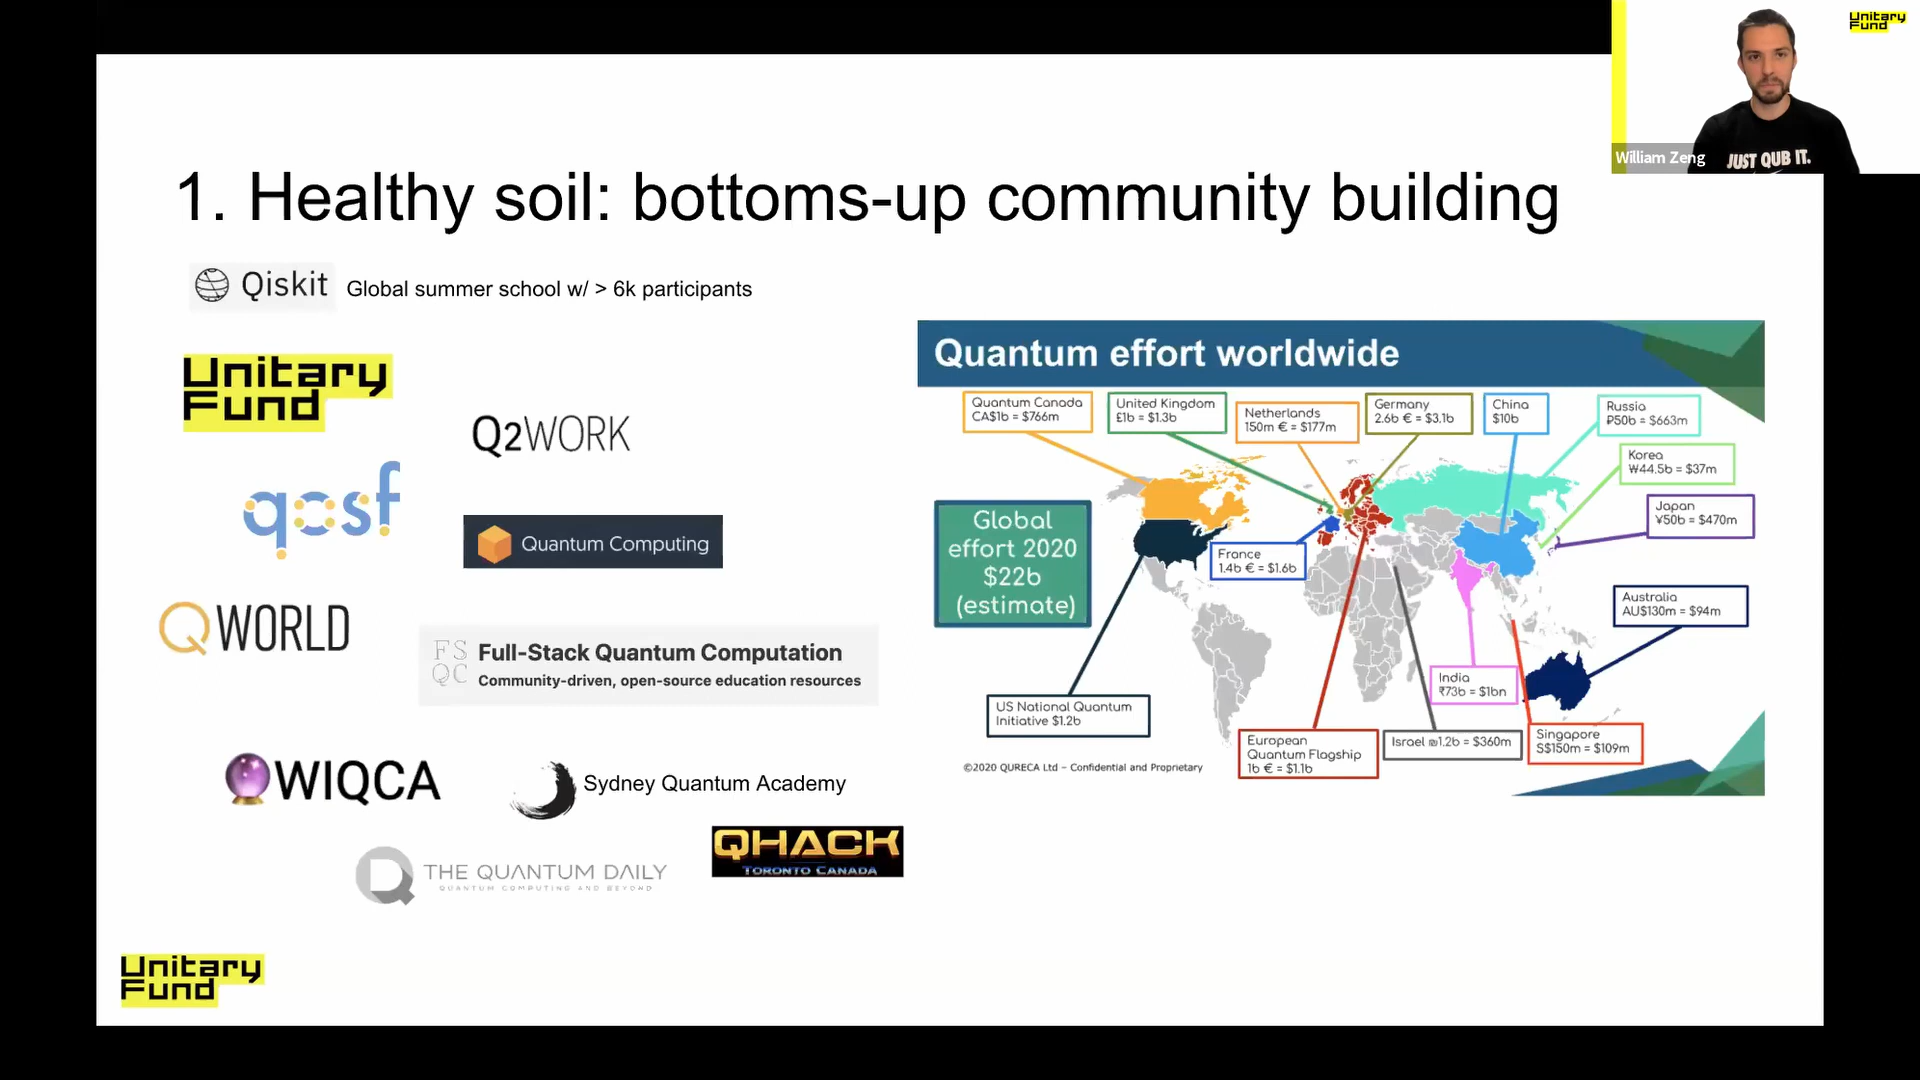 Unitary
Fund
William Zeng
JUST QUB IT.
1. Healthy soil: bottoms-up community building
Qiskit
Global summer school w/ > 6k participants
Unitary
Fund
Q2WORK
qosf
Quantum Computing
QWORLD
FS
QC
Full-Stack Quantum Computation
Community-driven, open-source education resources
WIQCA
Sydney Quantum Academy
QHACK
TORONTO CANADA
THE QUANTUM DAILY
QUANTUM COMPUTING AND BEYOND
Unitary
Fund
Quantum effort worldwide
Quantum Canada
CA$1b = $766m
United Kingdom
£1b = $1.3b
Netherlands
150m € = $177m
Germany
2.6b € = $3.1b
China
$10b
Russia
₽50b = $663m
Korea
₩44.5b = $37m
Japan
¥50b = $470m
Global
effort 2020
$22b
(estimate)
France
1.4b € = $1.6b
Australia
AU$130m = $94m
India
₹73b = $1bn
US National Quantum
Initiative $1.2b
European
Quantum Flagship
1b € = $1.1b
Israel ₪1.2b = $360m
Singapore
S$150m = $109m
©2020 QURECA Ltd – Confidential and Proprietary